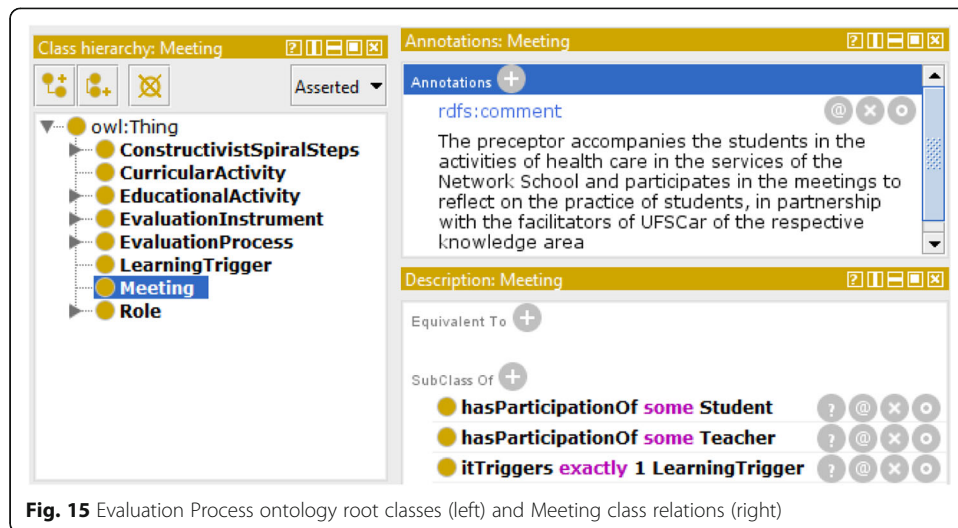 Class hierarchy: Meeting
Asserted
owl:Thing
ConstructivistSpiralSteps
CurricularActivity
EducationalActivity
EvaluationInstrument
EvaluationProcess
LearningTrigger
Meeting
Role
Annotations: Meeting
Annotations
rdfs:comment
The preceptor accompanies the students in the
activities of health care in the services of the
Network School and participates in the meetings to
reflect on the practice of students, in partnership
with the facilitators of UFSCar of the respective
knowledge area
Description: Meeting
Equivalent To
SubClass Of
hasParticipationOf some Student
hasParticipationOf some Teacher
itTriggers exactly 1 LearningTrigger
Fig. 15 Evaluation Process ontology root classes (left) and Meeting class relations (right)